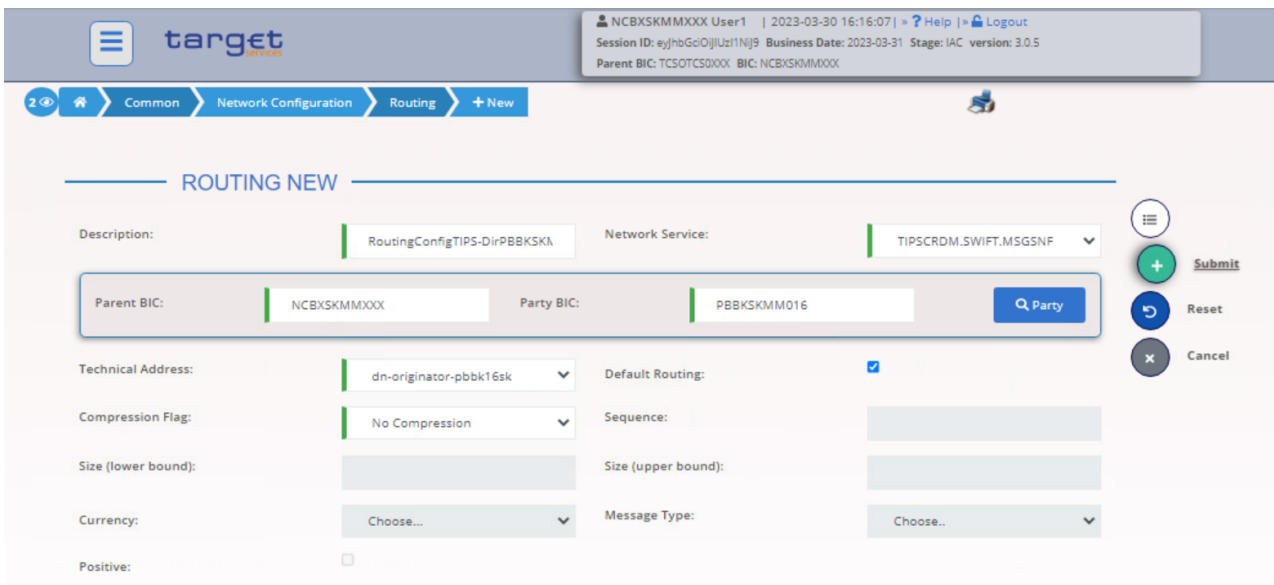 target
services
NCBXSKMMXXX User1 | 2023-03-30 16:16:07 | » ? Help | » Logout
Session ID: eyJhbGciOiJIUzI1NiJ9 Business Date: 2023-03-31 Stage: IAC version: 3.0.5
Parent BIC: TCSOTCS0XXX BIC: NCBXSKMMXXX
2 Common Network Configuration Routing + New
ROUTING NEW
Description: RoutingConfigTIPS-DirPBBKSKM Network Service: TIPSCRDM.SWIFT.MSGSNF
Submit
Parent BIC: NCBXSKMMXXX Party BIC: PBBKSKMM016 Party
Reset
Technical Address: dn-originator-pbbk16sk Default Routing:
Cancel
Compression Flag: No Compression Sequence:
Size (lower bound): Size (upper bound):
Currency: Choose... Message Type: Choose..
Positive: